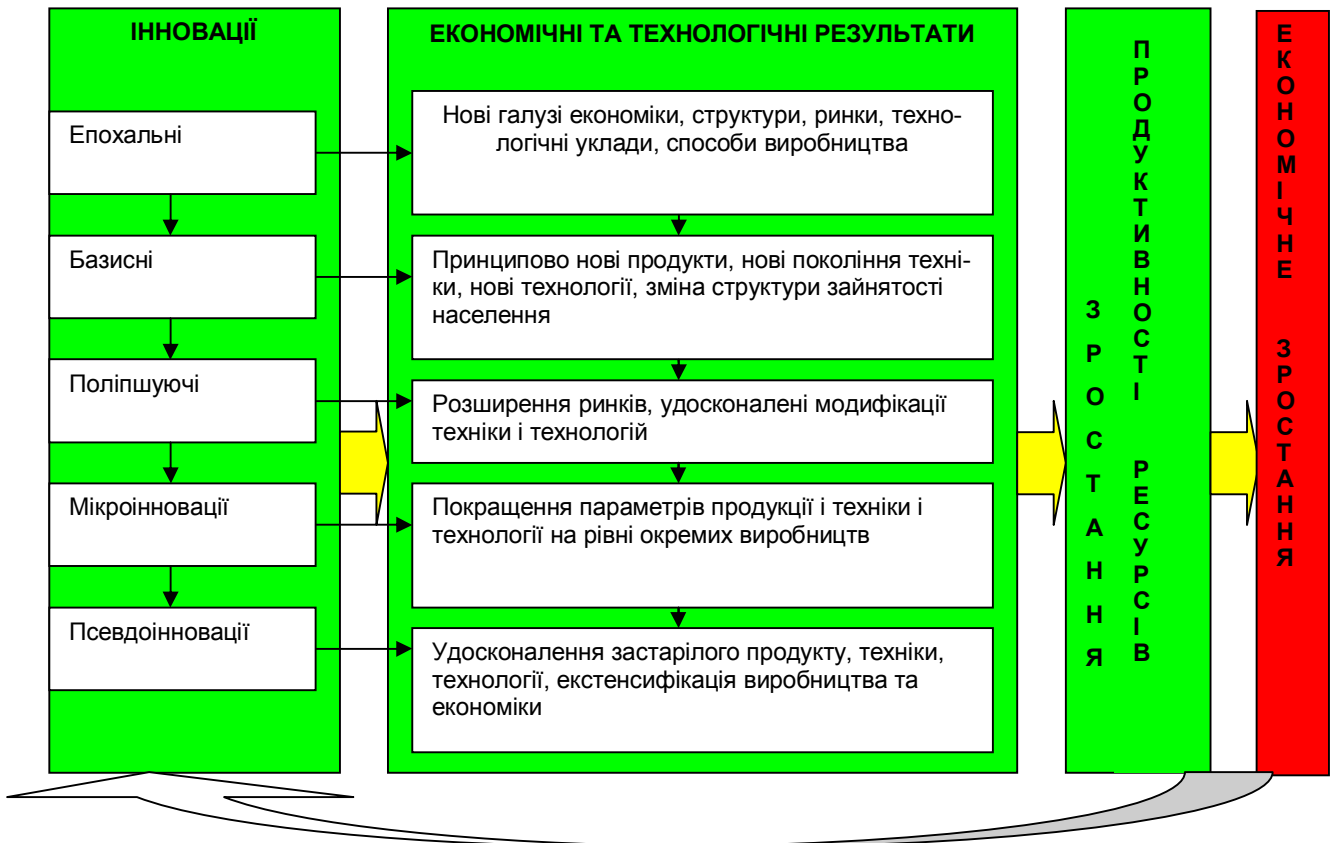 ІННОВАЦІЇ
Епохальні
Базисні
Поліпшуючі
Мікроінновації
Псевдоінновації
ЕКОНОМІЧНІ ТА ТЕХНОЛОГІЧНІ РЕЗУЛЬТАТИ
Нові галузі економіки, структури, ринки, техно-
логічні уклади, способи виробництва
Принципово нові продукти, нові покоління техні-
ки, нові технології, зміна структури зайнятості
населення
Розширення ринків, удосконалені модифікації
техніки і технологій
Покращення параметрів продукції і техніки і
технології на рівні окремих виробництв
Удосконалення застарілого продукту, техніки,
технології, екстенсифікація виробництва та
економіки
ЗРОСТАННЯ
ПРОДУКТИВНОСТІ РЕСУРСІВ
ЕКОНОМІЧНЕ ЗРОСТАННЯ